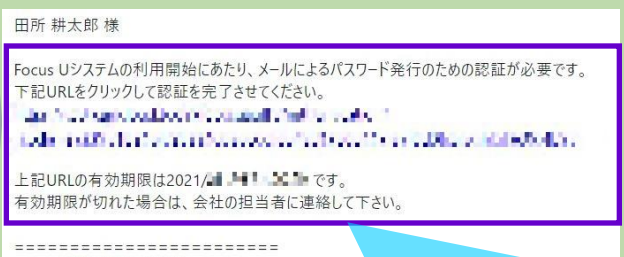 田所 耕太郎 様
Focus Uシステムの利用開始にあたり、メールによるパスワード発行のための認証が必要です。
下記URLをクリックして認証を完了させてください。
上記URLの有効期限は2021/ です。
有効期限が切れた場合は、会社の担当者に連絡して下さい。
========================